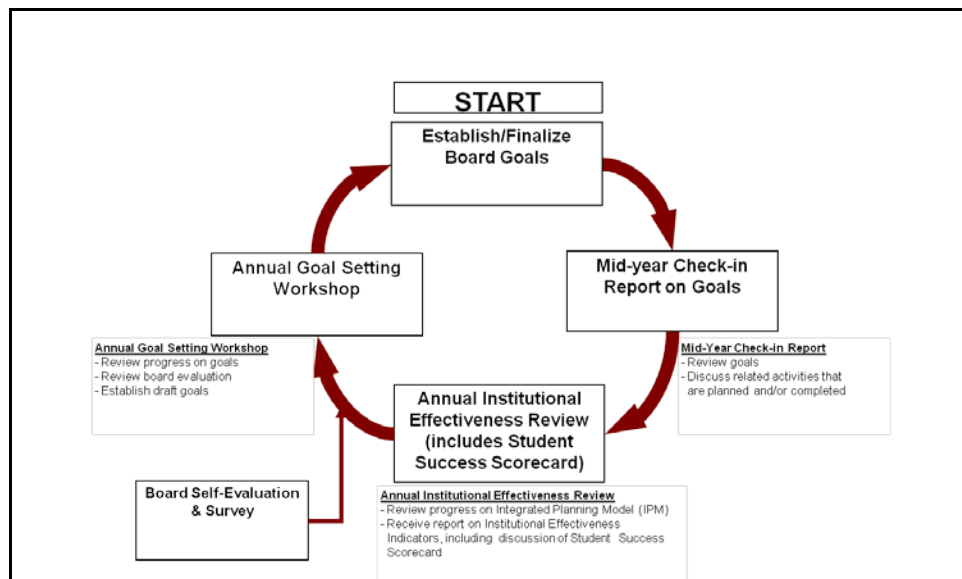 START
Establish/Finalize
Board Goals
Annual Goal Setting
Workshop
Mid-year Check-in
Report on Goals
Annual Goal Setting Workshop
- Review progress on goals
- Review board evaluation
- Establish draft goals
Mid-Year Check-in Report
- Review goals
- Discuss related activities that
are planned and/or completed
Annual Institutional
Effectiveness Review
(includes Student
Success Scorecard)
Board Self-Evaluation
& Survey
Annual Institutional Effectiveness Review
- Review progress on Integrated Planning Model (IPM)
- Receive report on Institutional Effectiveness
Indicators, including discussion of Student Success
Scorecard